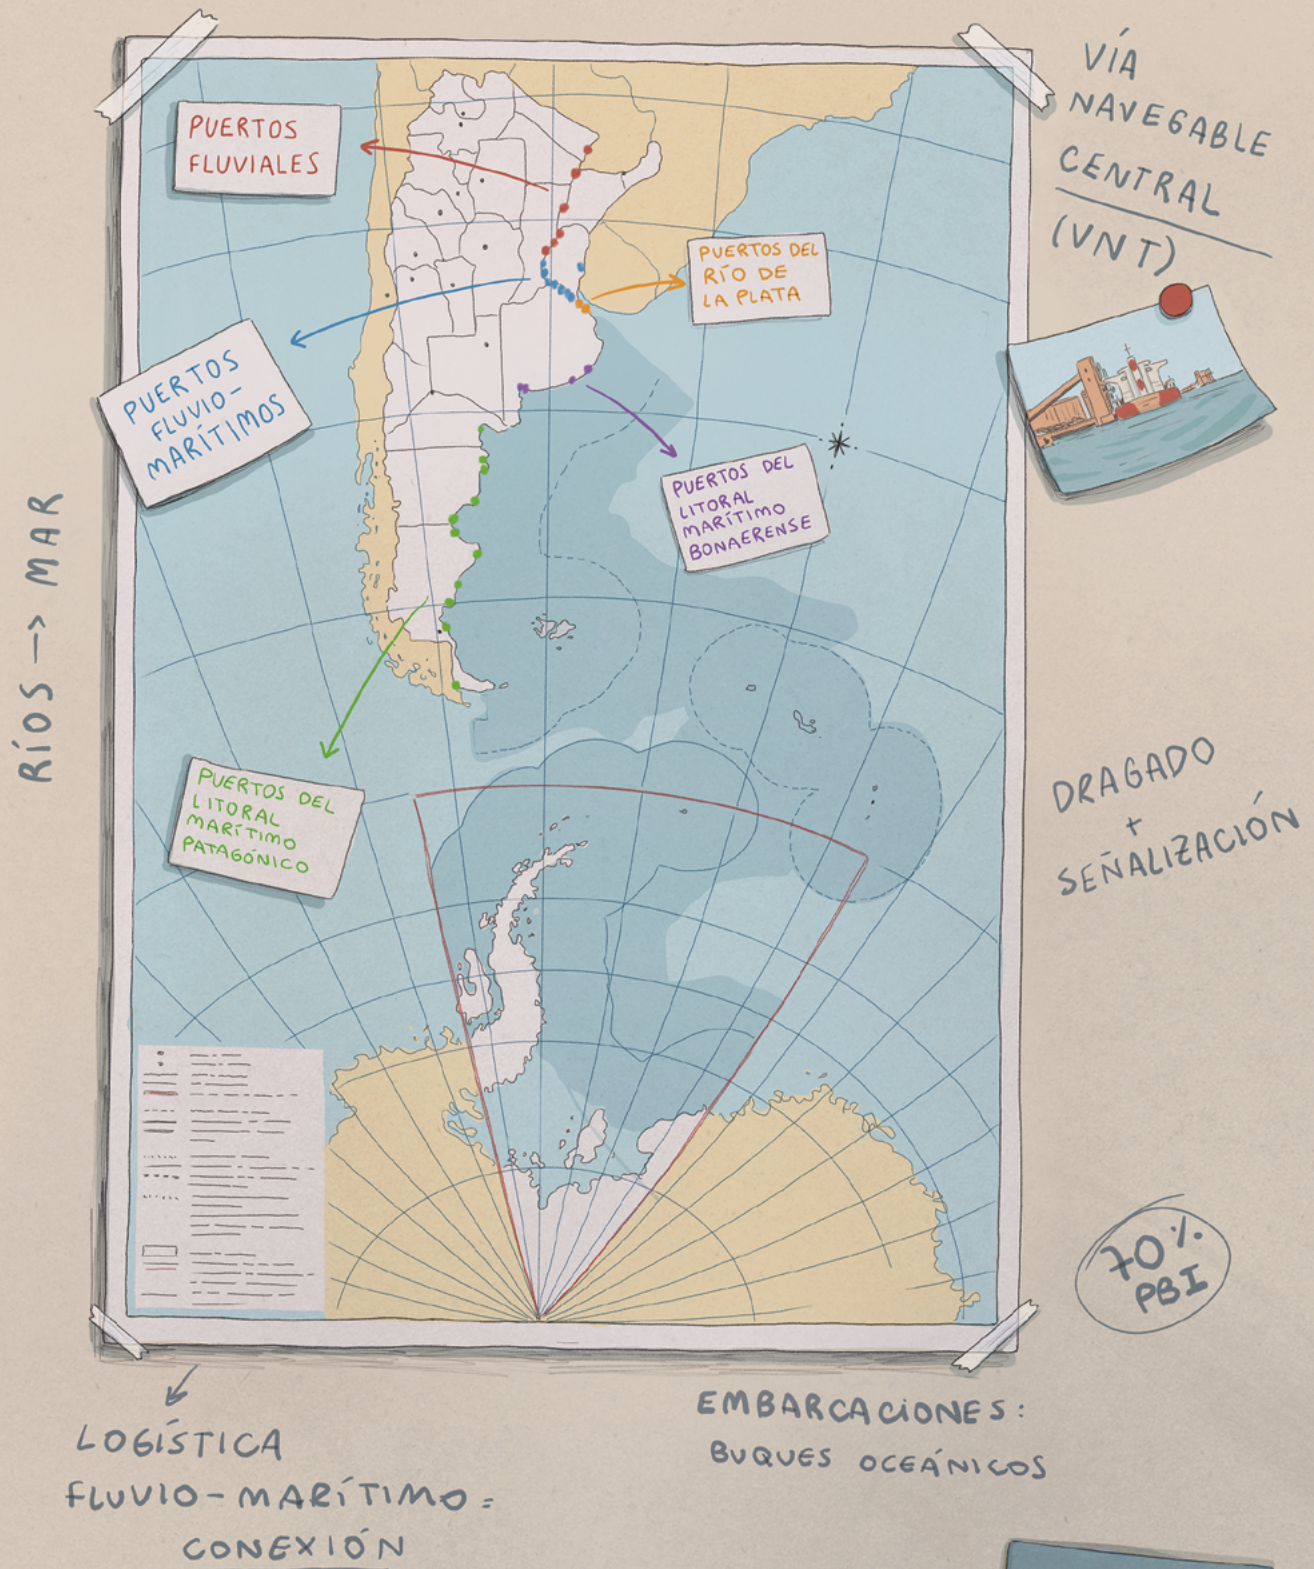 VÍA
NAVEGABLE
CENTRAL
(VNT)
PUERTOS
FLUVIALES
PUERTOS DEL
RÍO DE
LA PLATA
PUERTOS
FLUVIO-
MARÍTIMOS
PUERTOS DEL
LITORAL
MARÍTIMO
BONAERENSE
RÍOS → MAR
PUERTOS DEL
LITORAL
MARÍTIMO
PATAGÓNICO
DRAGADO
+
SEÑALIZACIÓN
70%
PBI
LOGÍSTICA
FLUVIO-MARÍTIMO =
CONEXIÓN
EMBARCACIONES:
BUQUES OCEÁNICOS